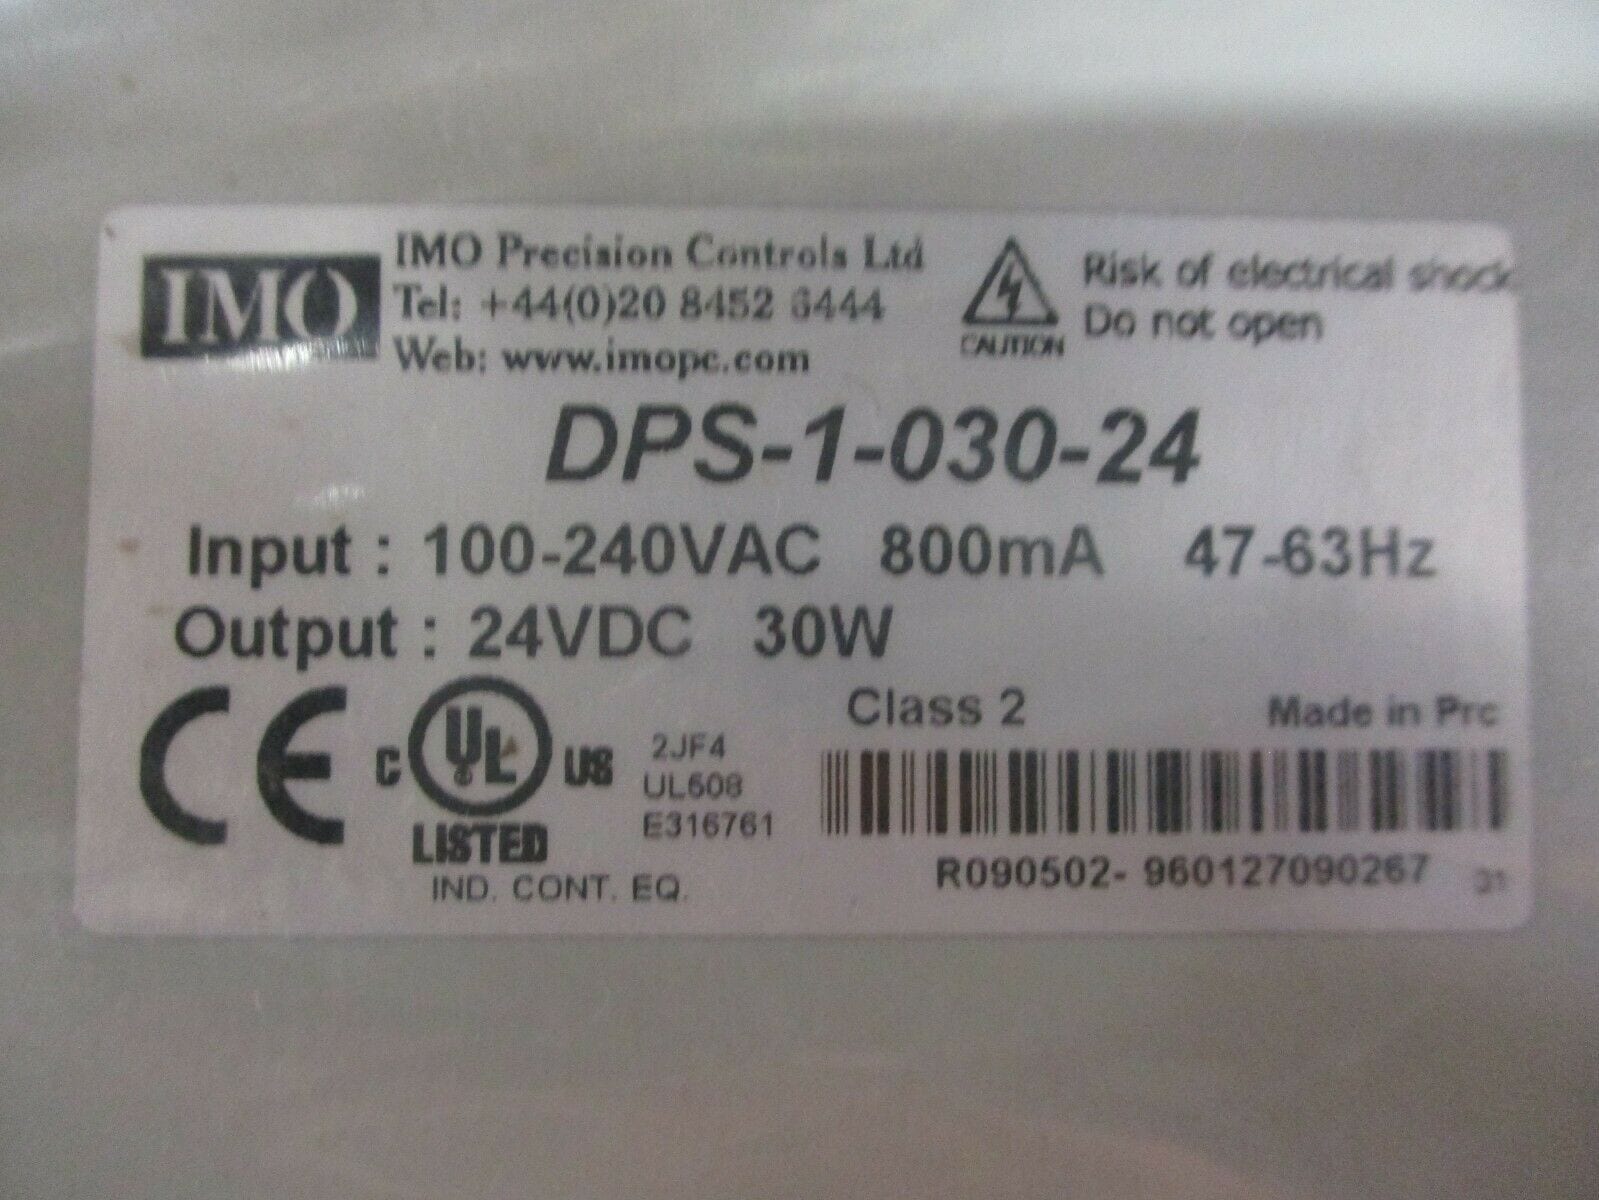 IMO
IMO Precision Controls Ltd
Tel: +44(0)20 8452 6444
Web: www.imopc.com
CAUTION
Risk of electrical shock
Do not open
DPS-1-030-24
Input : 100-240VAC 800mA 47-63Hz
Output : 24VDC 30W
CE
C UL US
LISTED
IND. CONT. EQ.
2JF4
UL508
E316761
Class 2
Made in Prc
R090502- 960127090267